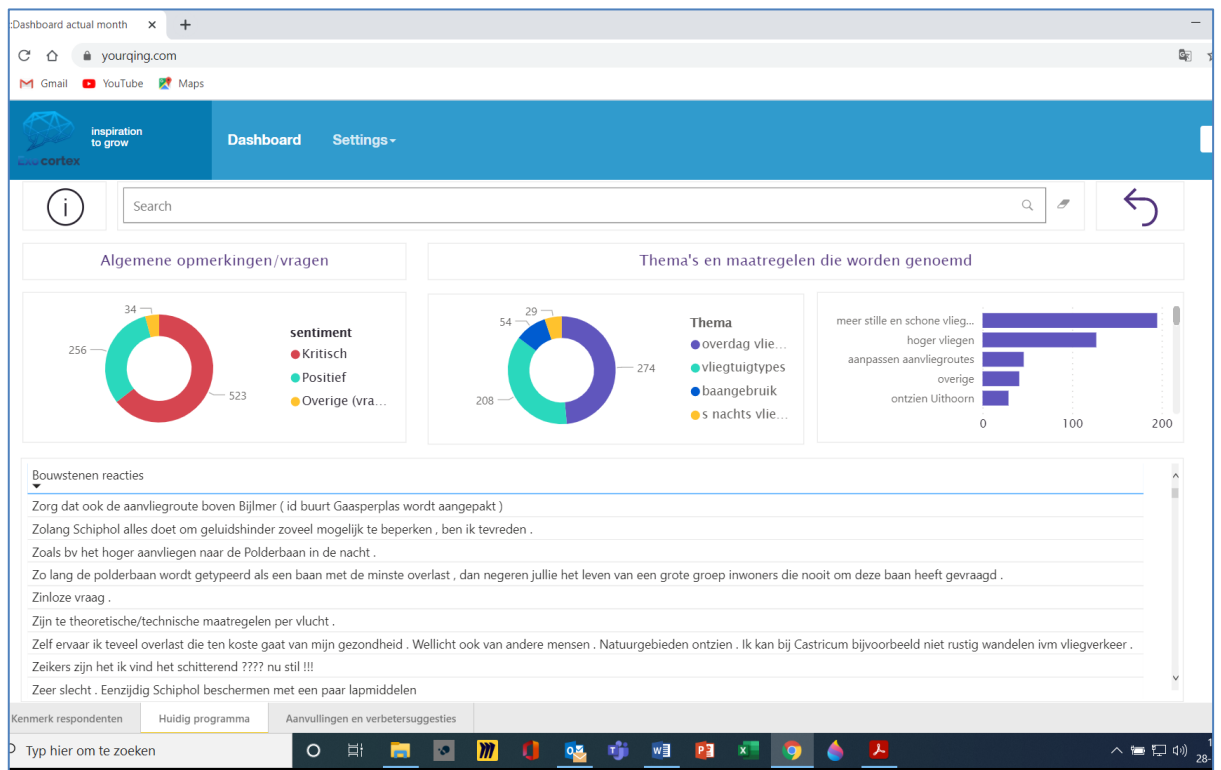 :Dashboard actual month
yourqing.com
Gmail YouTube Maps
inspiration
to grow
Exo cortex
Dashboard Settings
Search
Algemene opmerkingen/vragen
Thema's en maatregelen die worden genoemd
34
256
523
sentiment
Kritisch
Positief
Overige (vra...
29
54
274
208
Thema
overdag vlie...
vliegtuigtypes
baangebruik
s nachts vlie...
meer stille en schone vlieg...
hoger vliegen
aanpassen aanvliegroutes
overige
ontzien Uithoorn
0 100 200
Bouwstenen reacties
Zorg dat ook de aanvliegroute boven Bijlmer ( id buurt Gaasperplas wordt aangepakt )
Zolang Schiphol alles doet om geluidshinder zoveel mogelijk te beperken , ben ik tevreden .
Zoals bv het hoger aanvliegen naar de Polderbaan in de nacht .
Zo lang de polderbaan wordt getypeerd als een baan met de minste overlast , dan negeren jullie het leven van een grote groep inwoners die nooit om deze baan heeft gevraagd .
Zinloze vraag .
Zijn te theoretische/technische maatregelen per vlucht .
Zelf ervaar ik teveel overlast die ten koste gaat van mijn gezondheid . Wellicht ook van andere mensen . Natuurgebieden ontzien . Ik kan bij Castricum bijvoorbeeld niet rustig wandelen ivm vliegverkeer .
Zeikers zijn het ik vind het schitterend ???? nu stil !!!
Zeer slecht . Eenzijdig Schiphol beschermen met een paar lapmiddelen
Kenmerk respondenten Huidig programma Aanvullingen en verbetersuggesties
Typ hier om te zoeken
28-